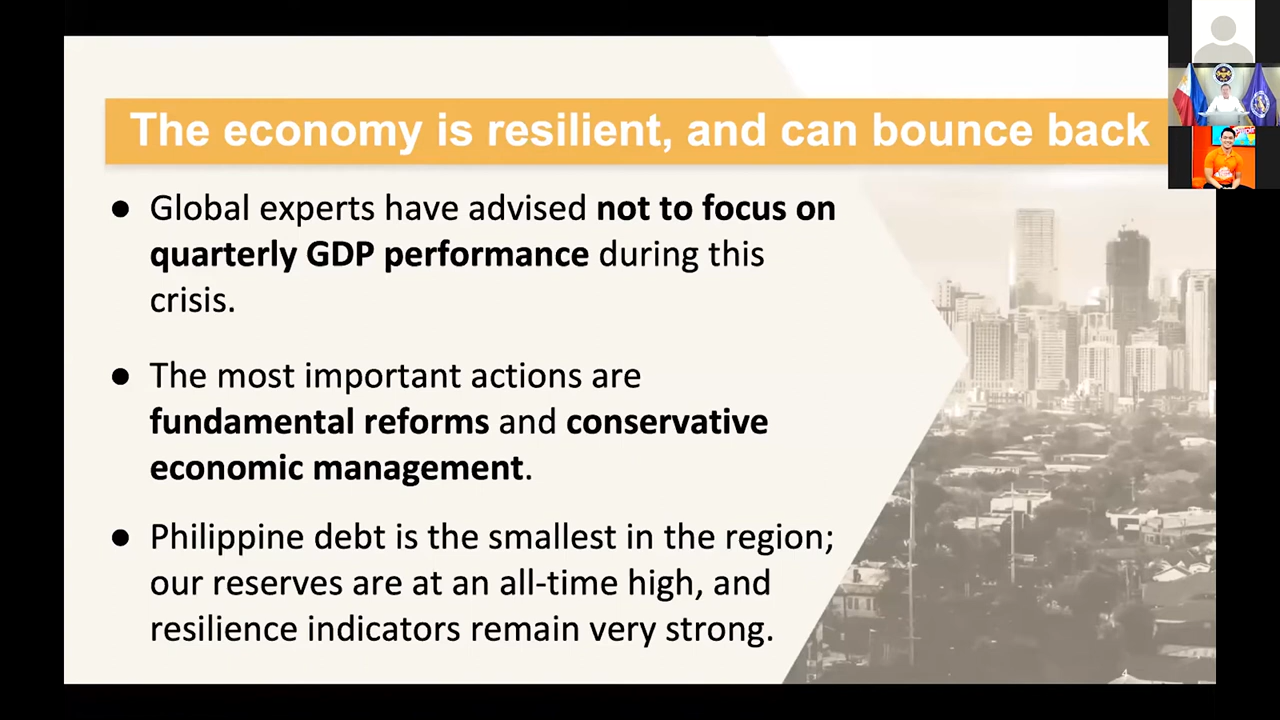 The economy is resilient, and can bounce back
● Global experts have advised not to focus on
quarterly GDP performance during this
crisis.
● The most important actions are
fundamental reforms and conservative
economic management.
● Philippine debt is the smallest in the region;
our reserves are at an all-time high, and
resilience indicators remain very strong.
4